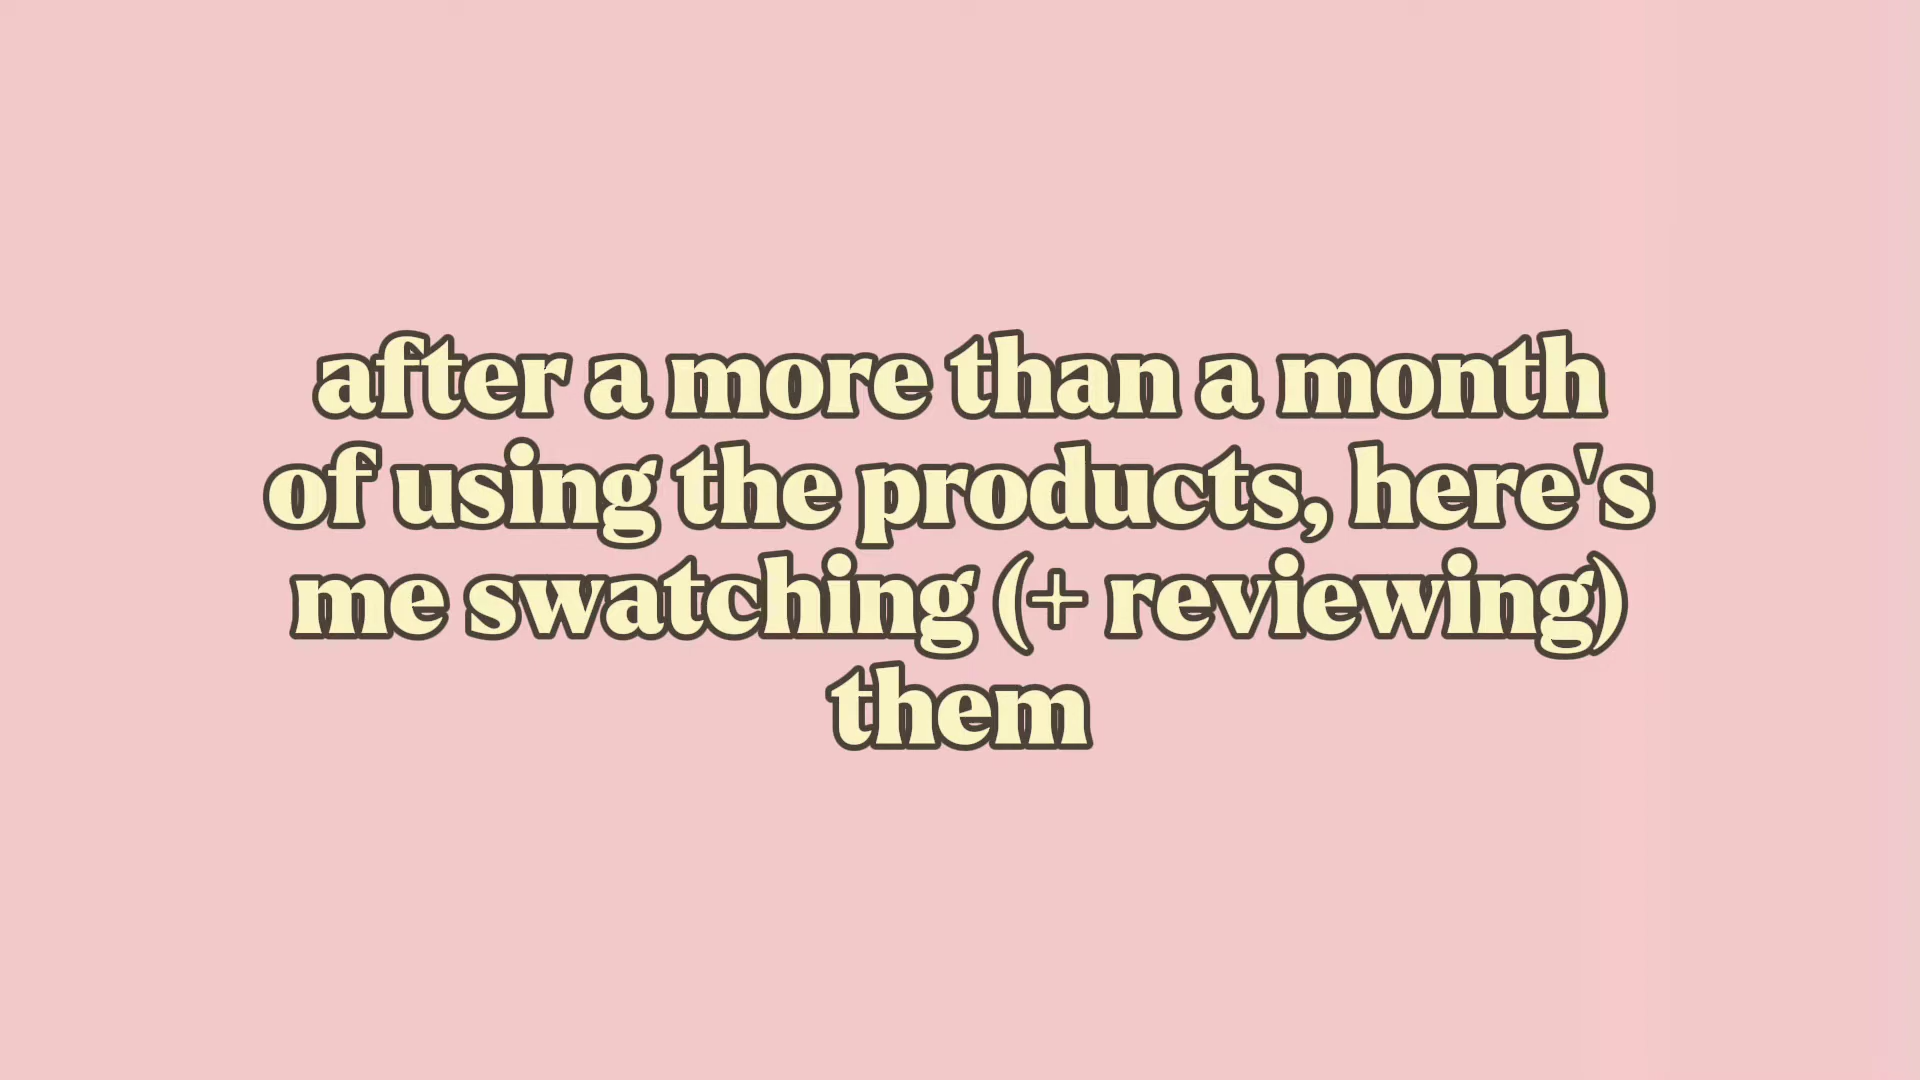 after a more than a month
of using the products, here's
me swatching (+ reviewing)
them